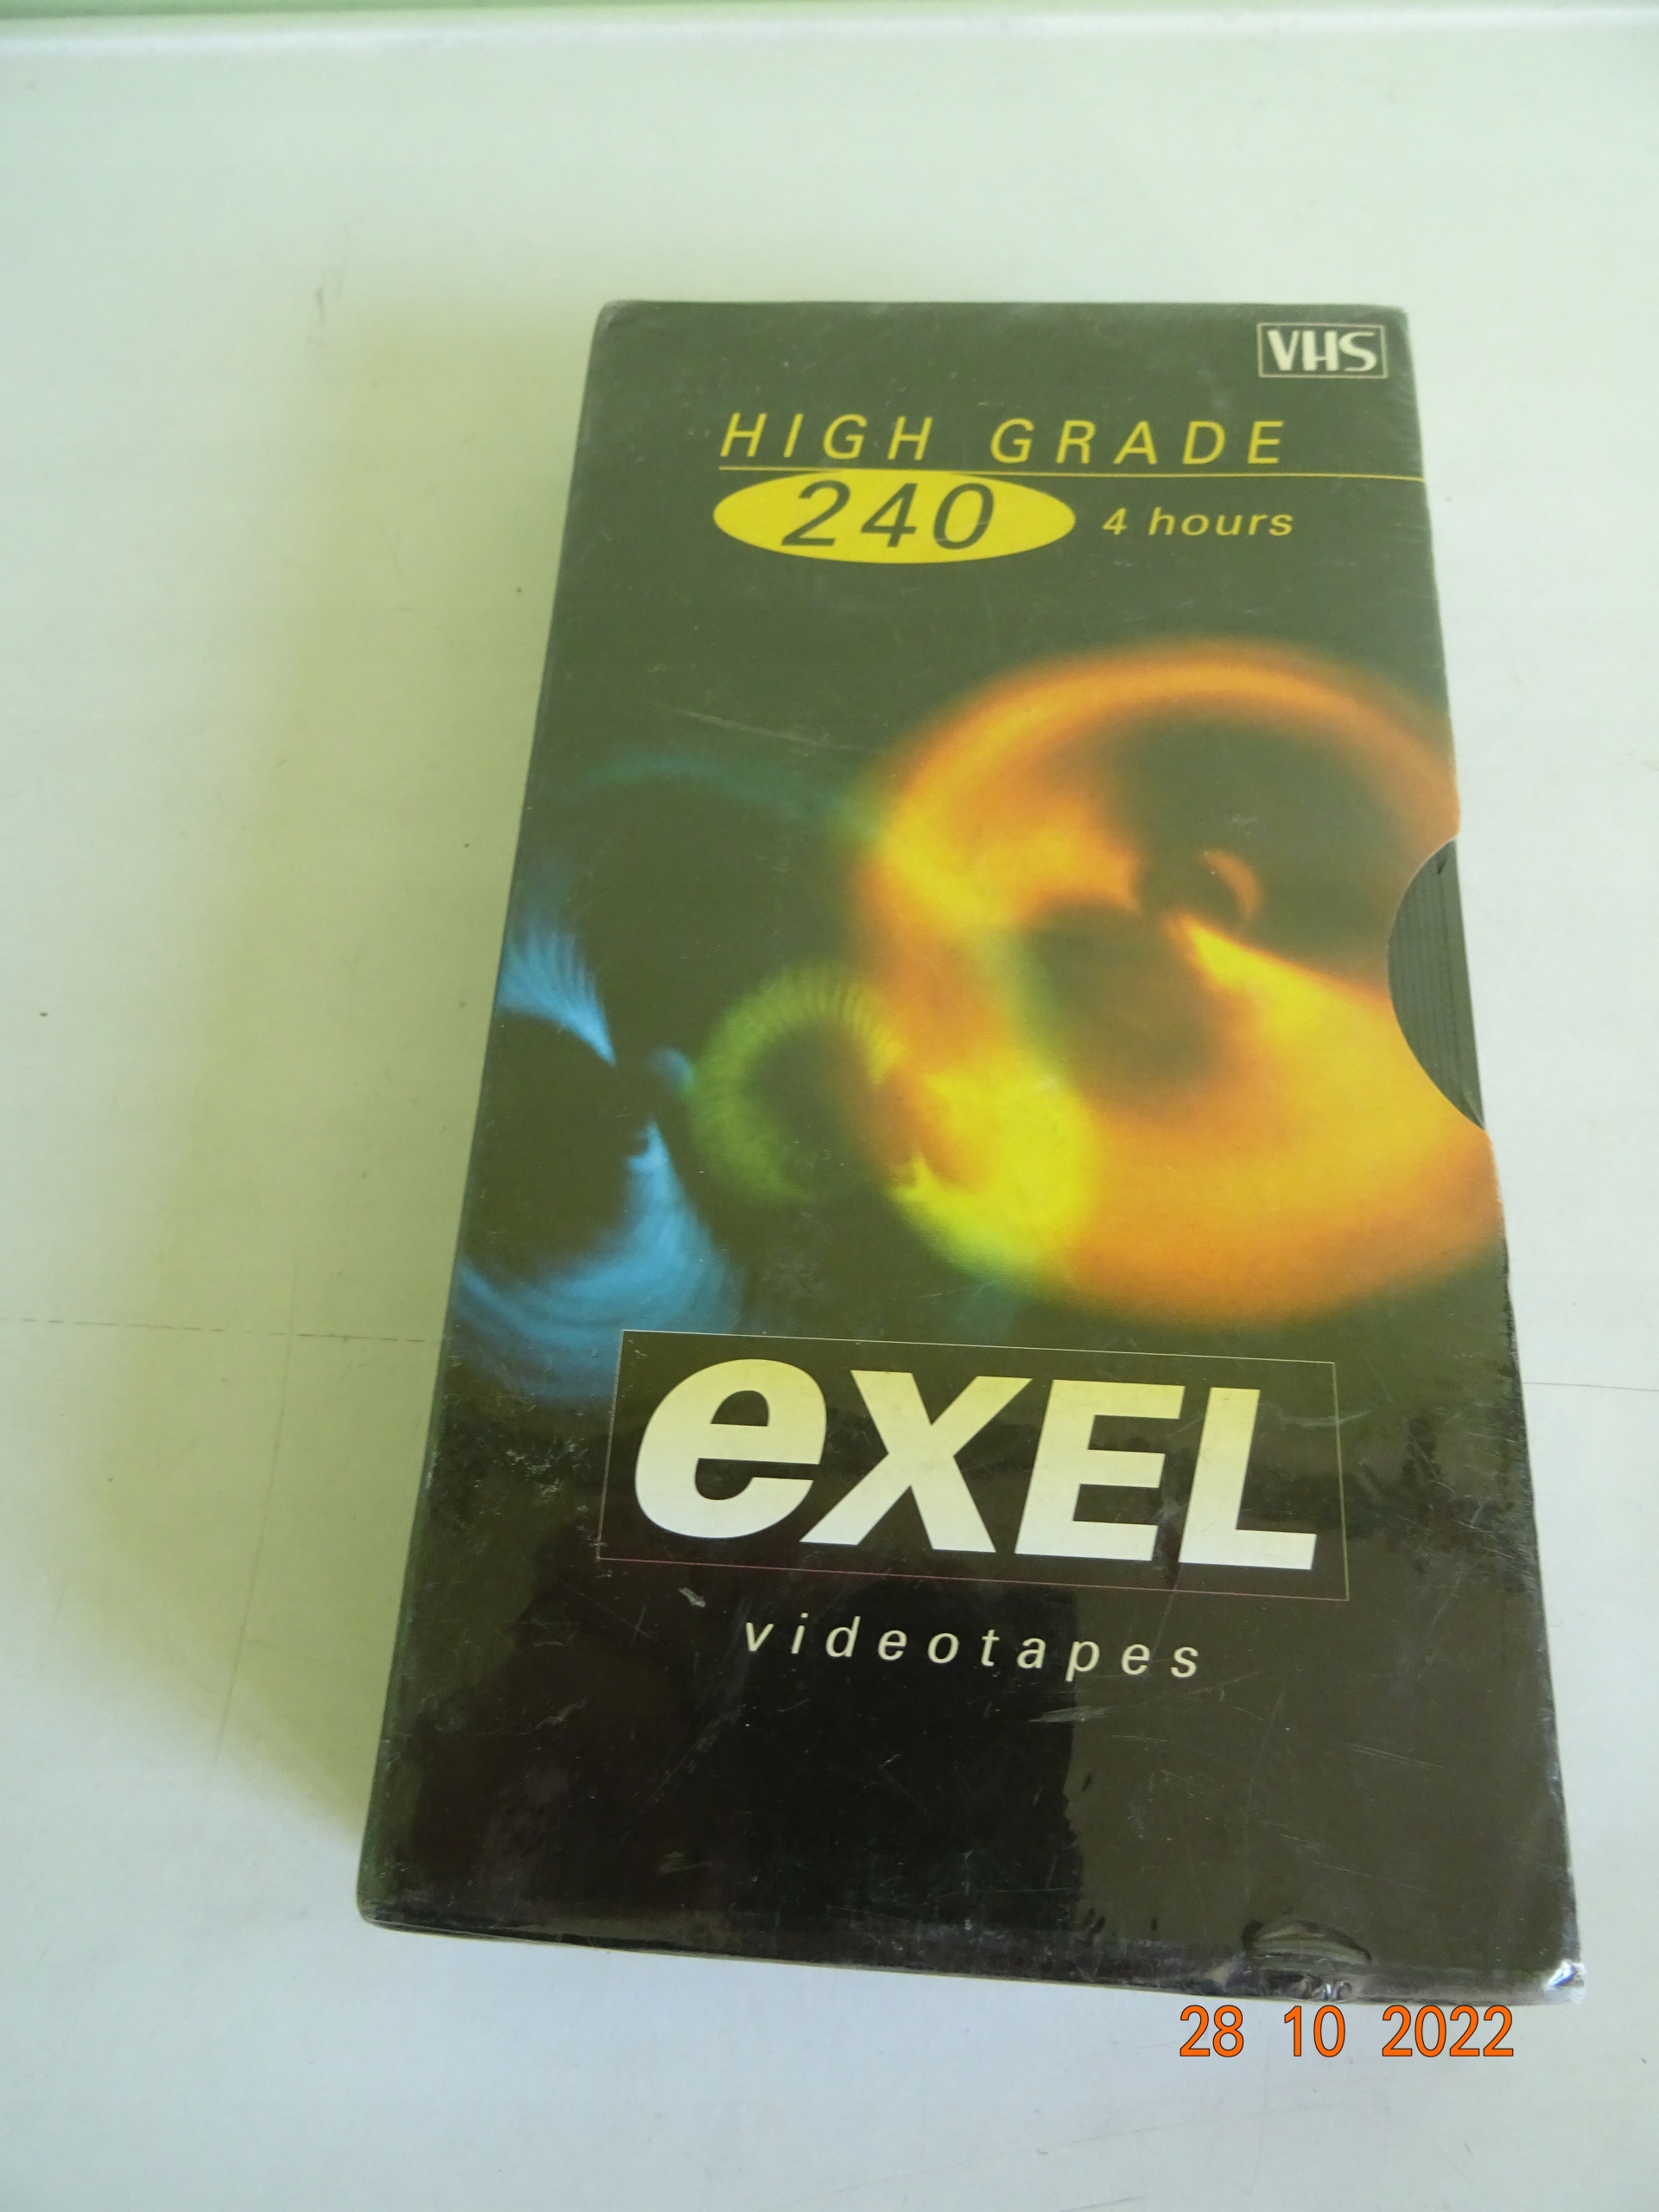 VHS
HIGH GRADE
240 4 hours
eXEL
videotapes
28 10 2022